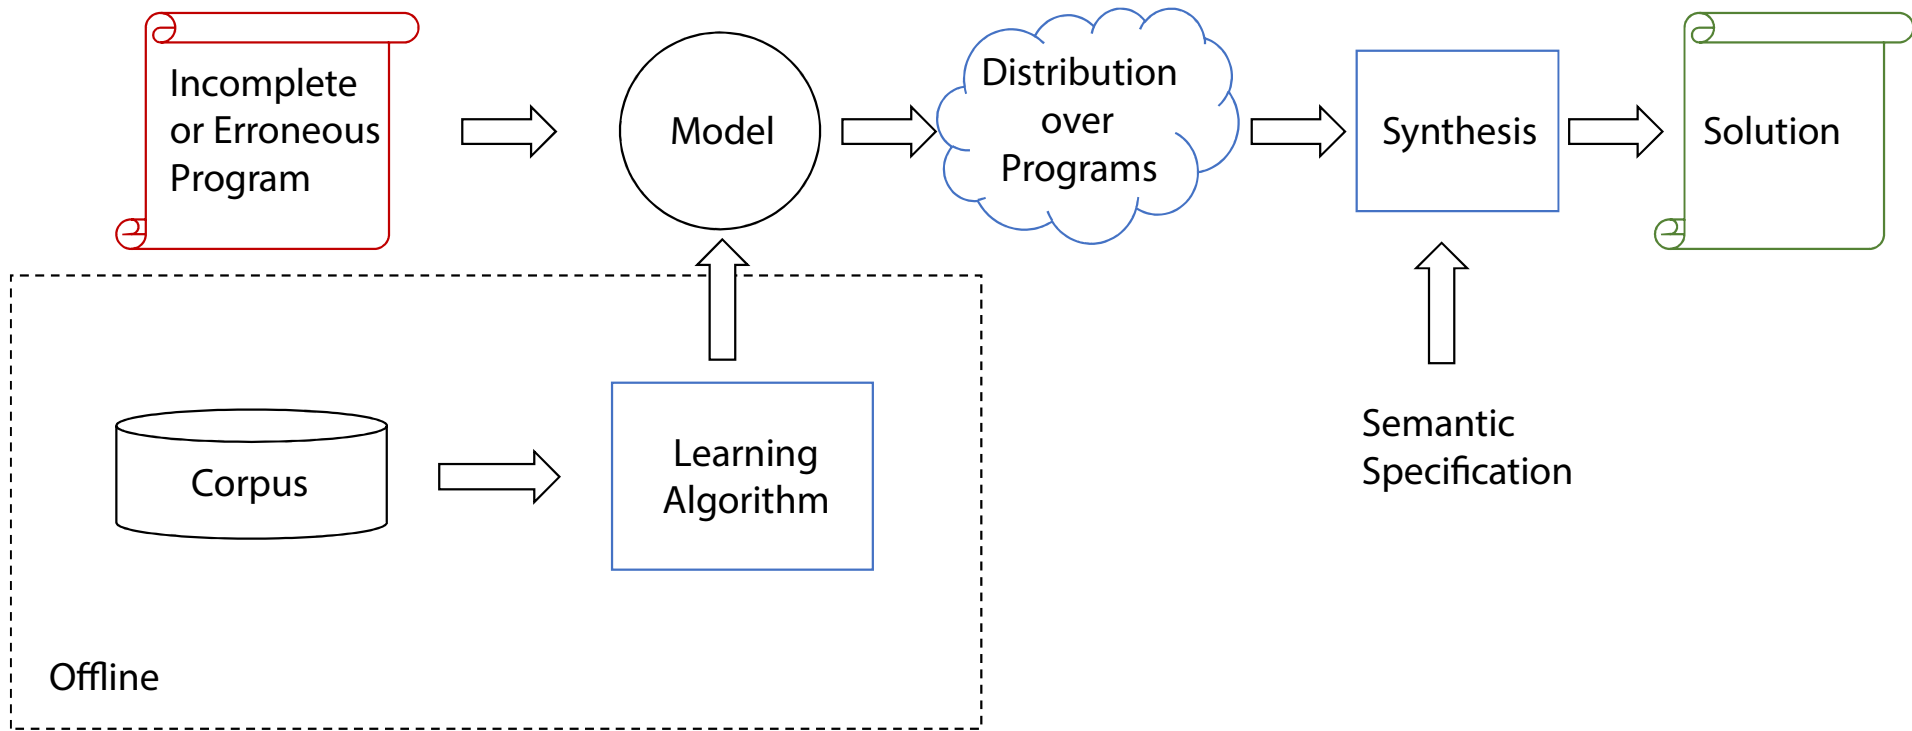 Incomplete
or Erroneous
Program
Model
Distribution
over
Programs
Synthesis
Solution
Corpus
Learning
Algorithm
Semantic
Specification
Offline